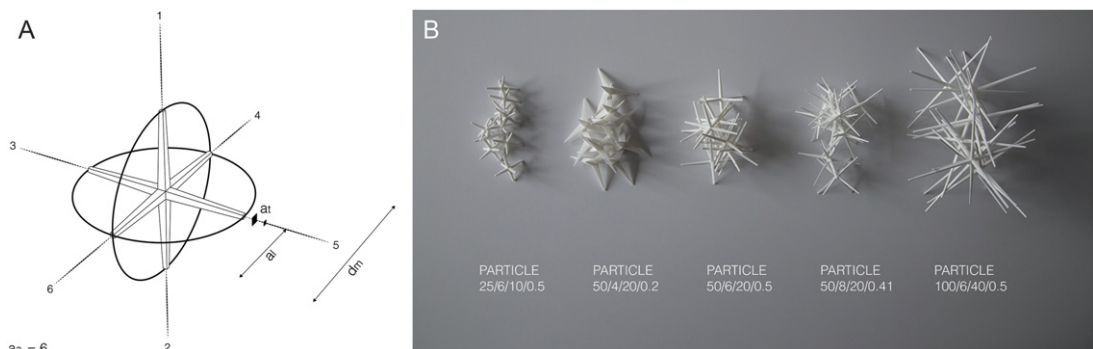 A
1
4
3
at
5
al
dm
6
2
B
PARTICLE
25/6/10/0.5
PARTICLE
50/4/20/0.2
PARTICLE
50/6/20/0.5
PARTICLE
50/8/20/0.41
PARTICLE
100/6/40/0.5